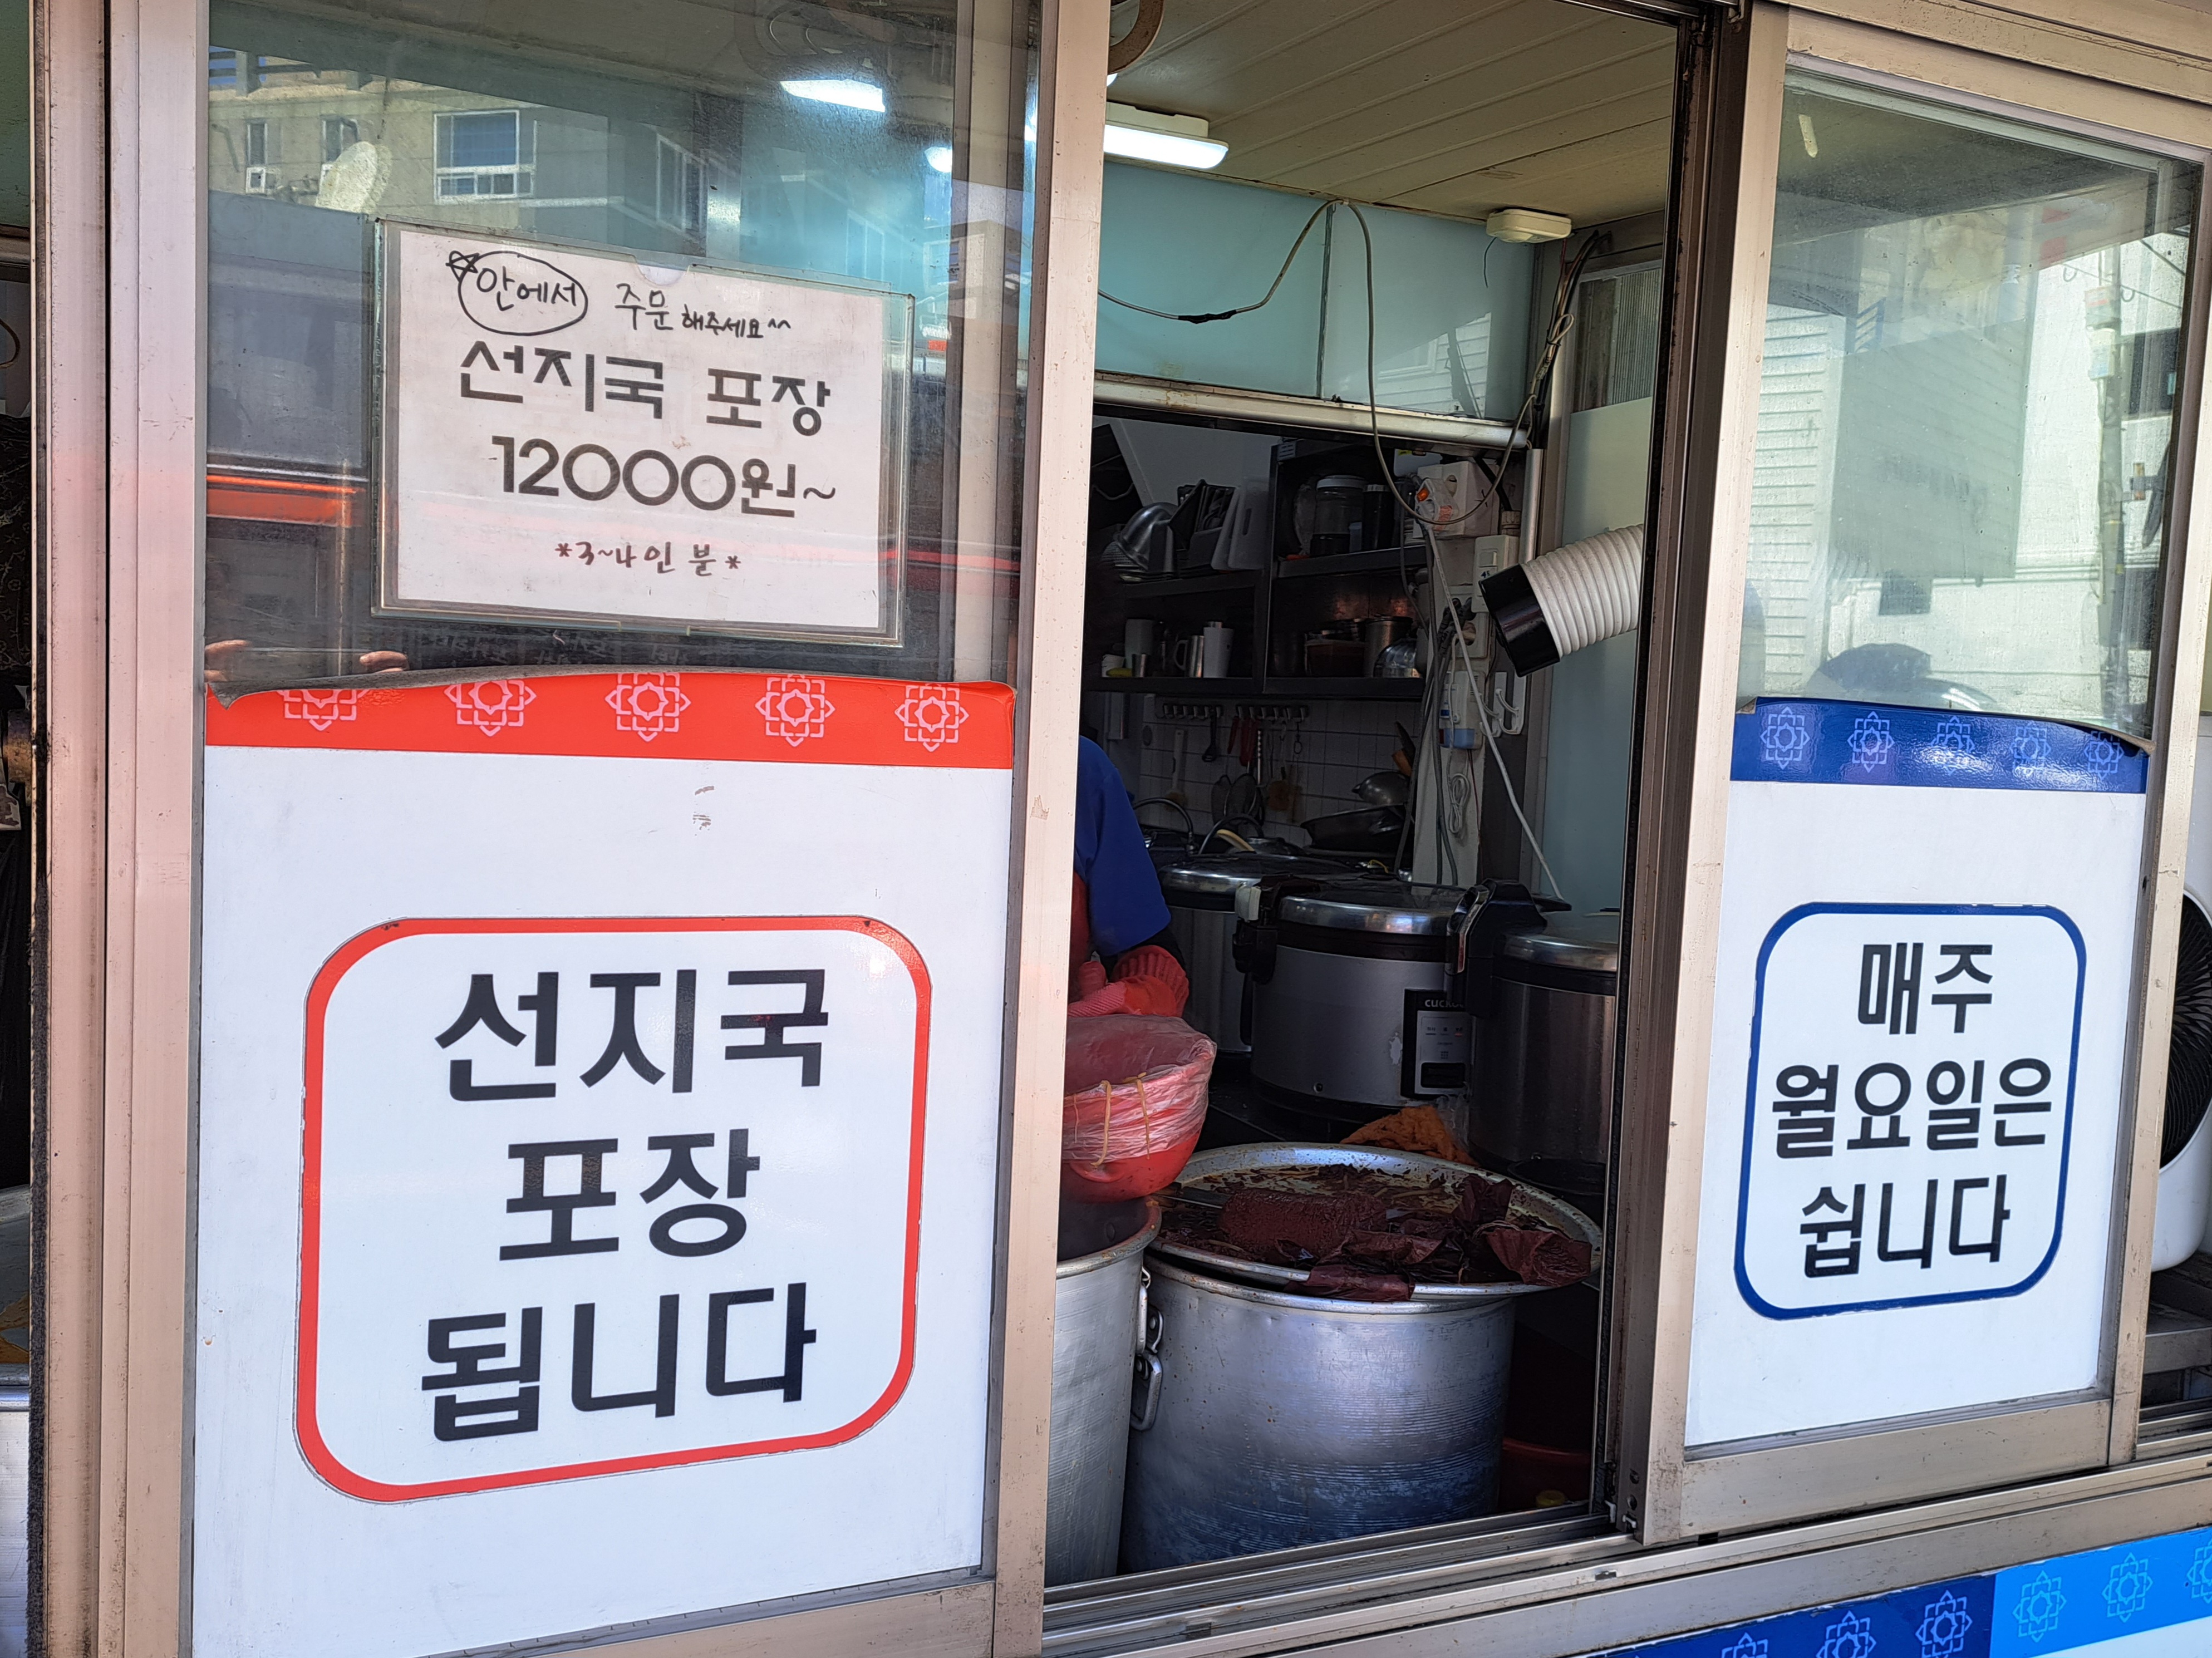 ☆안에서 주문해주세요^^
선지국 포장
12000원~
*3~4인분*
선지국
포장
됩니다
매주
월요일은
쉽니다